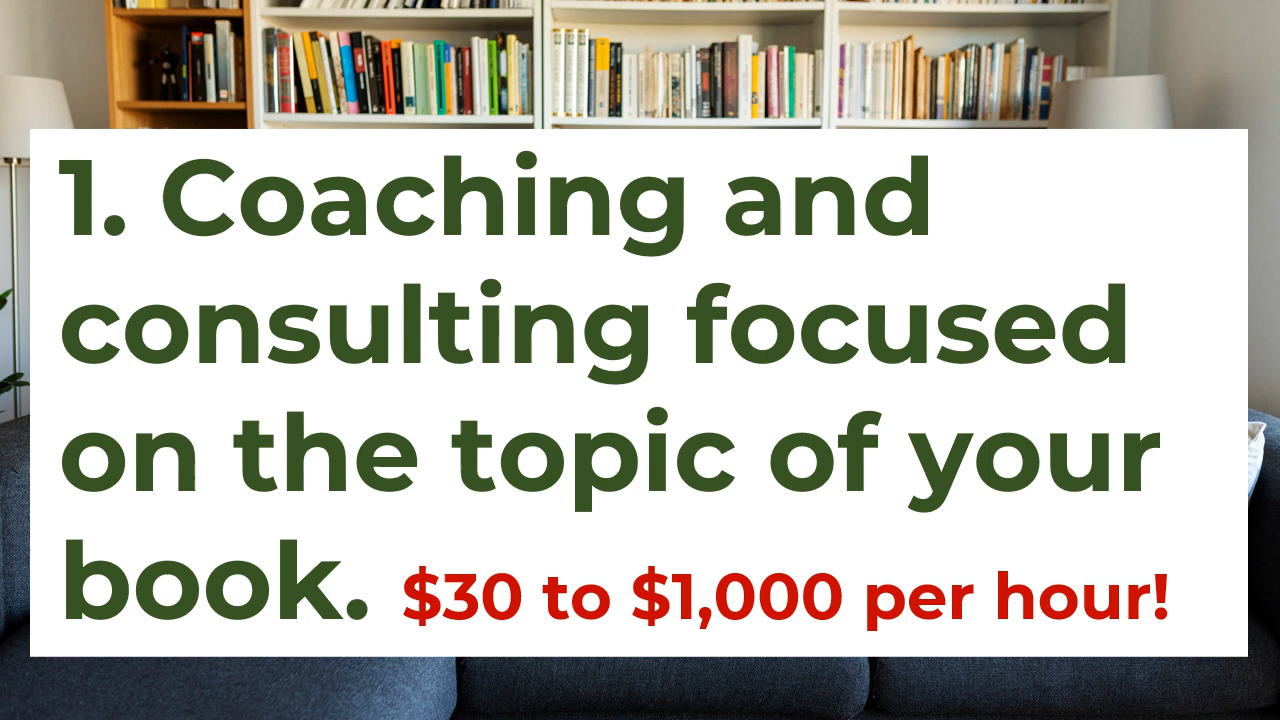 1. Coaching and
consulting focused
on the topic of your
book. $30 to $1,000 per hour!